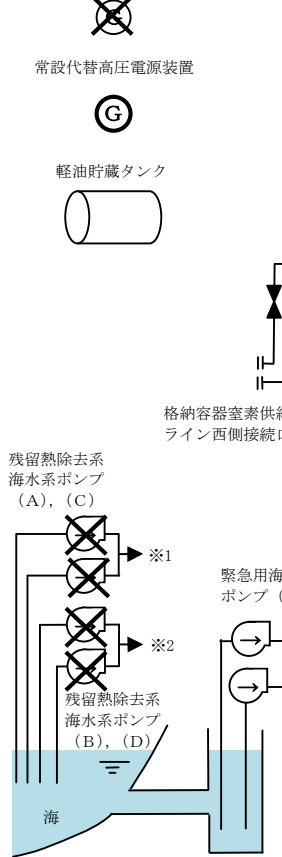 G
常設代替高圧電源装置
G
軽油貯蔵タンク
格納容器窒素供
ライン西側接続
残留熱除去系
海水系ポンプ
(A),(C)
※1
緊急用海
ポンプ(
※2
残留熱除去系
海水系ポンプ
(B),(D)
海